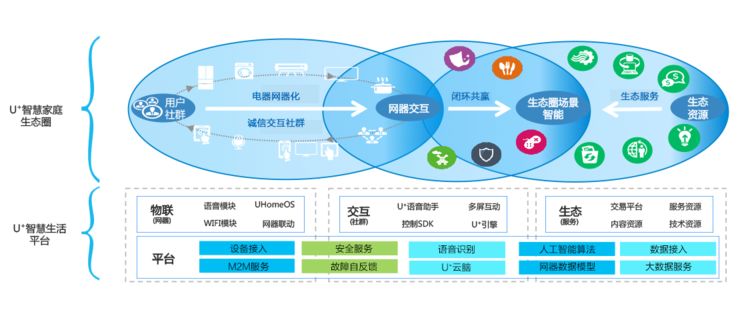 U+智慧家庭
生态圈
用户
社群
电器网器化
诚信交互社群
网器交互
闭环共赢
生态圈场景
智能
生态服务
生态
资源
U+智慧生活
平台
物联
(网器)
语音模块
UHomeOS
WIFI模块
网器联动
交互
(社群)
U+语音助手
多屏互动
控制SDK
U+引擎
生态
(服务)
交易平台
服务资源
内容资源
技术资源
平台
设备接入
安全服务
语音识别
人工智能算法
数据接入
M2M服务
故障自反馈
U+云脑
网器数据模型
大数据服务